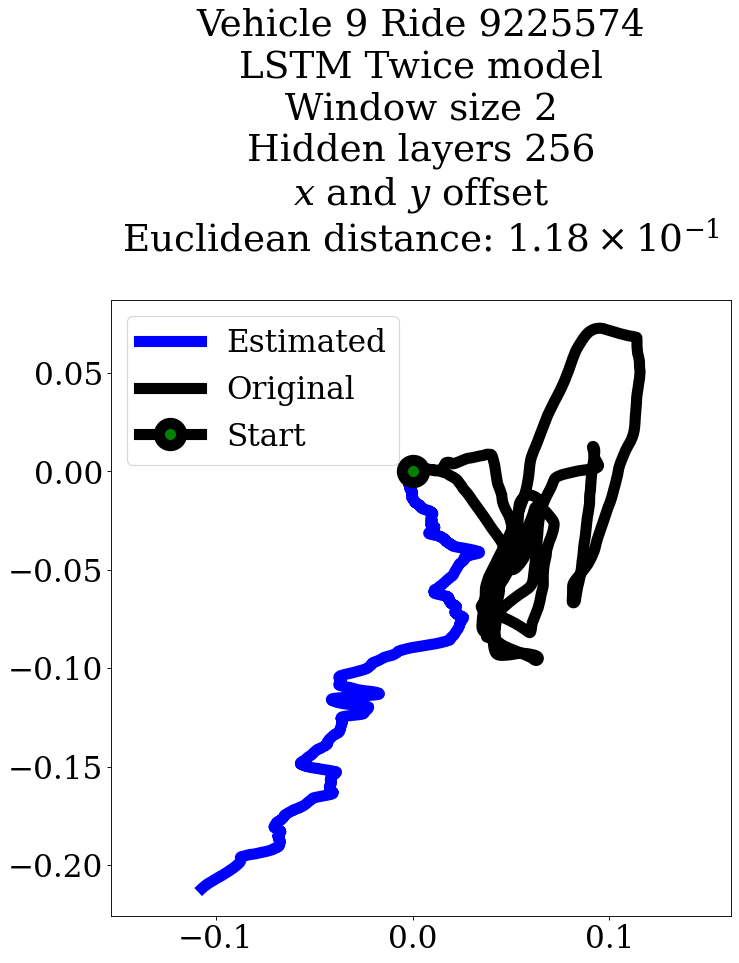 Vehicle 9 Ride 9225574
LSTM Twice model
Window size 2
Hidden layers 256
x and y offset
Euclidean distance: 1.18 × 10⁻¹
Estimated
Original
Start
0.05
0.00
−0.05
−0.10
−0.15
−0.20
−0.1
0.0
0.1